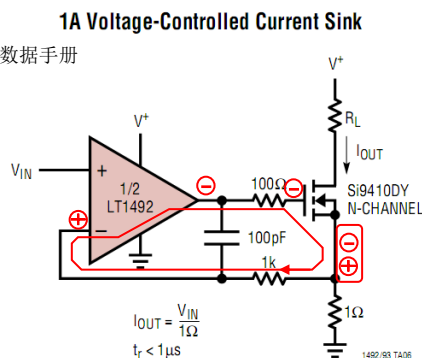 1A Voltage-Controlled Current Sink
数据手册
V+
V+
RL
IOUT
VIN
+
1/2
LT1492
−
−
100Ω
−
Si9410DY
N-CHANNEL
+
−
100pF
1k
−
+
1Ω
IOUT = VIN
1Ω
tr < 1µs
1492/93 TA06